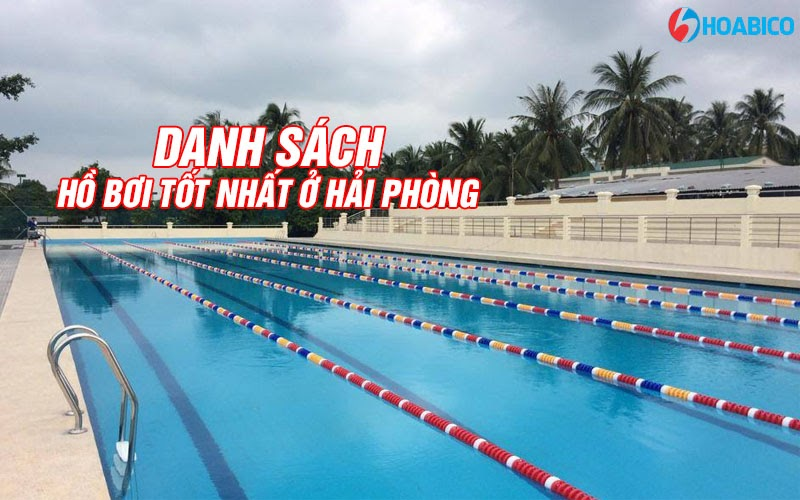 HOABICO
DANH SÁCH
HỒ BƠI TỐT NHẤT Ở HẢI PHÒNG